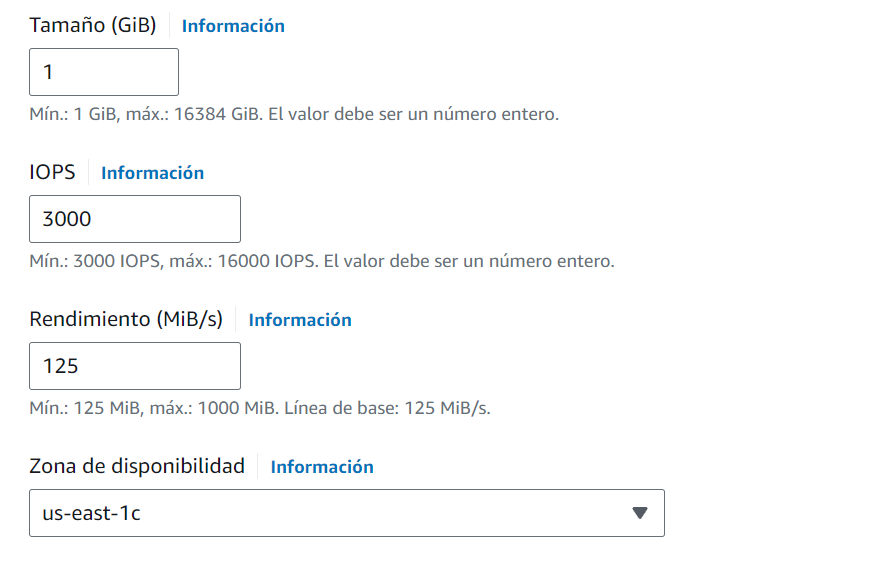 Tamaño (GiB) Información
1
Mín.: 1 GiB, máx.: 16384 GiB. El valor debe ser un número entero.
IOPS Información
3000
Mín.: 3000 IOPS, máx.: 16000 IOPS. El valor debe ser un número entero.
Rendimiento (MiB/s) Información
125
Mín.: 125 MiB, máx.: 1000 MiB. Línea de base: 125 MiB/s.
Zona de disponibilidad Información
us-east-1c